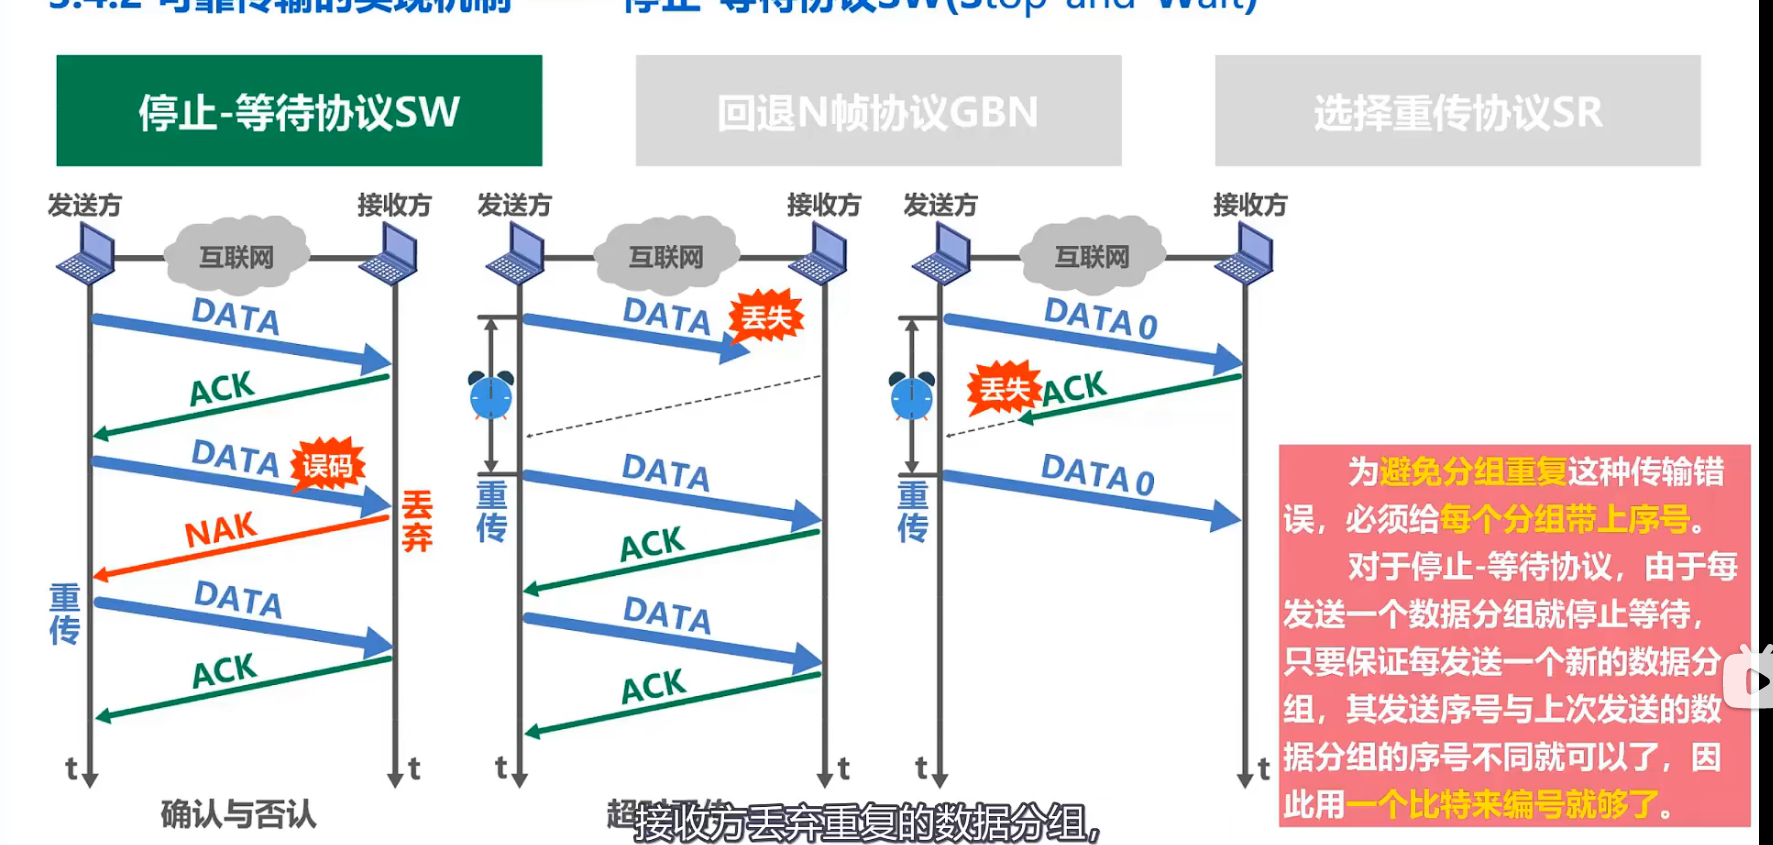 3.4.2 可靠传输的实现机制 —— 停止-等待协议SW(Stop-and-Wait)
停止-等待协议SW
回退N帧协议GBN
选择重传协议SR
发送方
接收方
互联网
DATA
ACK
DATA
误码
丢弃
NAK
重传
DATA
ACK
t
t
确认与否认
发送方
接收方
互联网
DATA
丢失
重传
DATA
ACK
DATA
ACK
t
t
发送方
接收方
互联网
DATA 0
丢失
ACK
重传
DATA 0
t
t
为避免分组重复这种传输错
误，必须给每个分组带上序号。
对于停止-等待协议，由于每
发送一个数据分组就停止等待，
只要保证每发送一个新的数据分
组，其发送序号与上次发送的数
据分组的序号不同就可以了，因
此用一个比特来编号就够了。
接收方丢弃重复的数据分组，